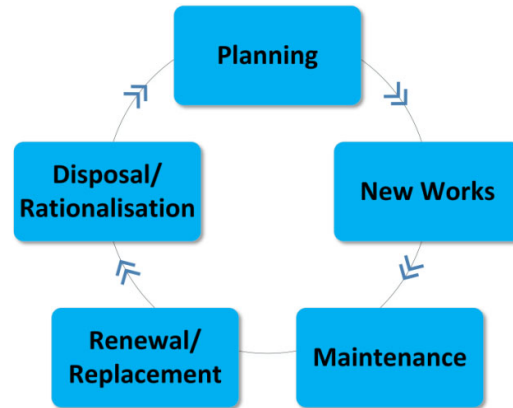 Planning
New Works
Maintenance
Renewal/
Replacement
Disposal/
Rationalisation